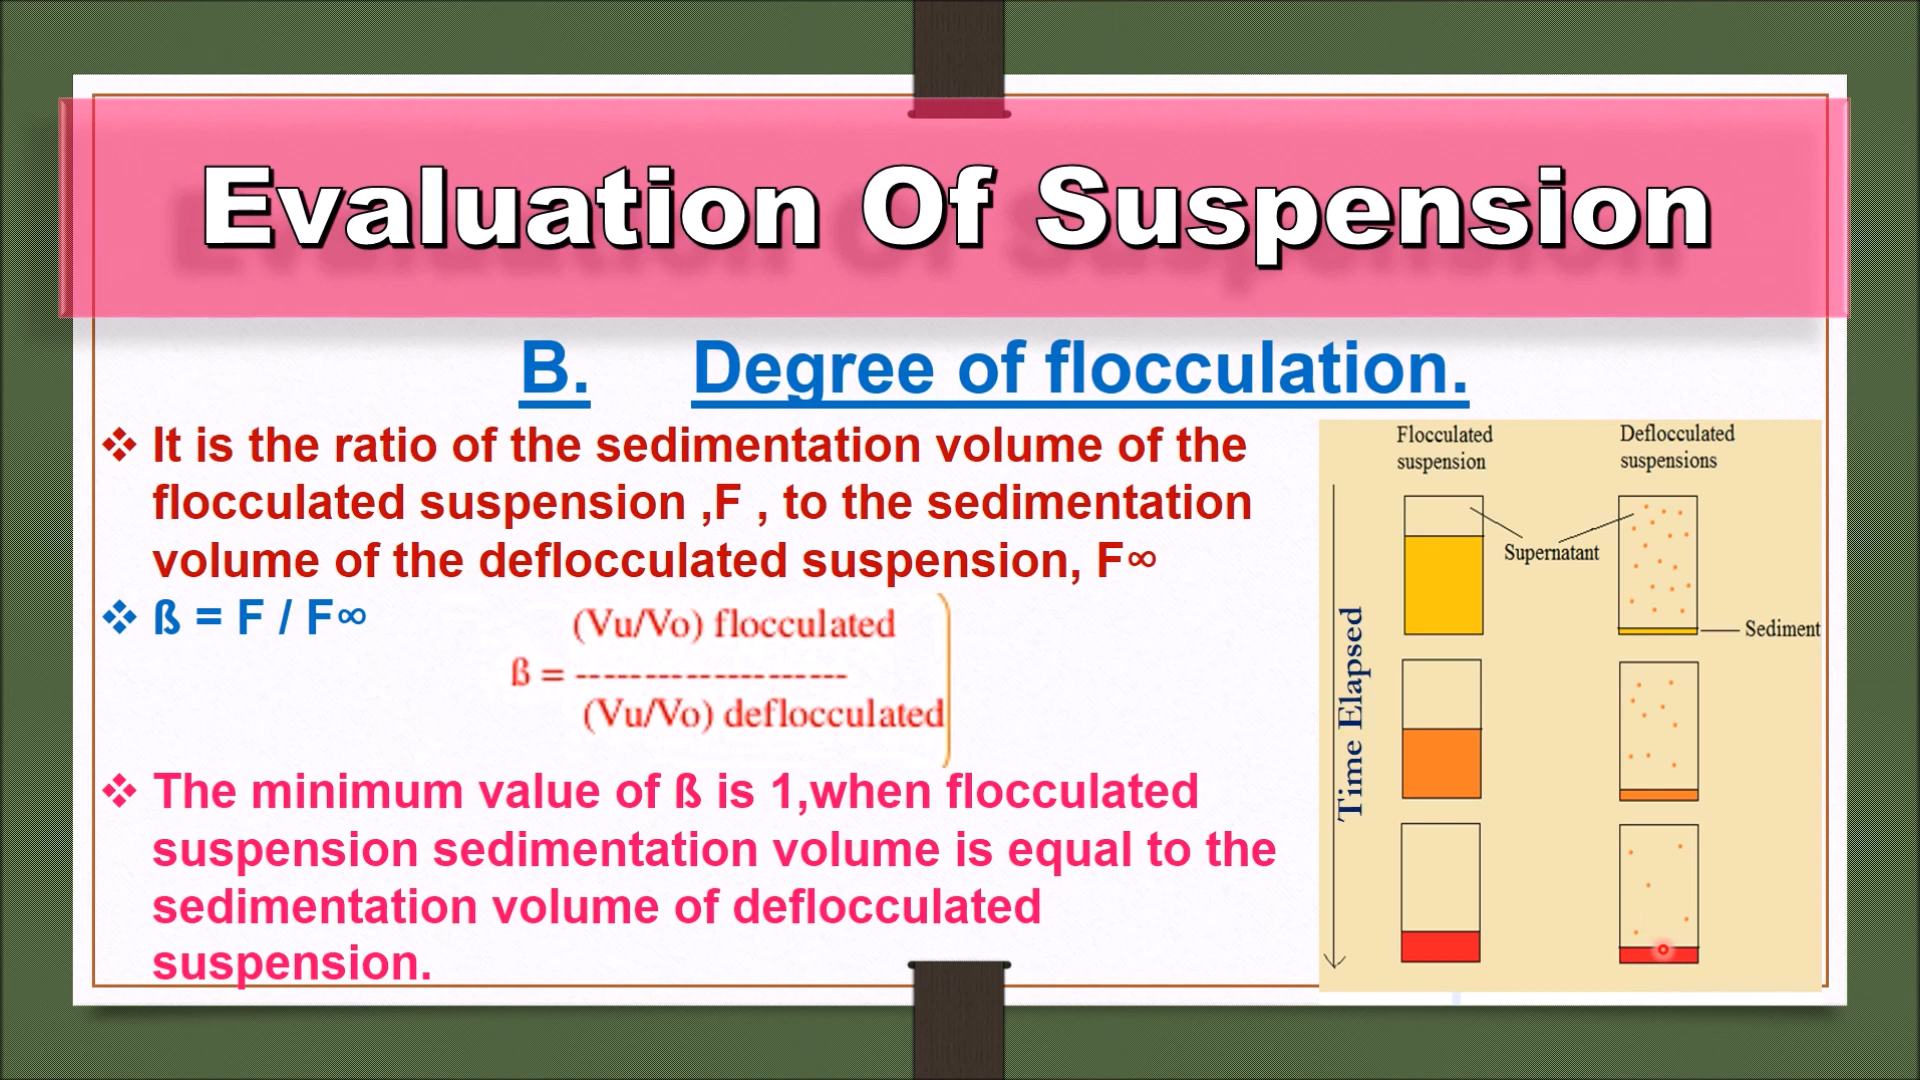 Evaluation Of Suspension
B. Degree of flocculation.
❖ It is the ratio of the sedimentation volume of the
flocculated suspension ,F , to the sedimentation
volume of the deflocculated suspension, F∞
❖ ß = F / F∞
(Vu/Vo) flocculated
ß = --------------------
(Vu/Vo) deflocculated
❖ The minimum value of ß is 1,when flocculated
suspension sedimentation volume is equal to the
sedimentation volume of deflocculated
suspension.
Flocculated
suspension
Deflocculated
suspensions
Supernatant
Sediment
Time Elapsed